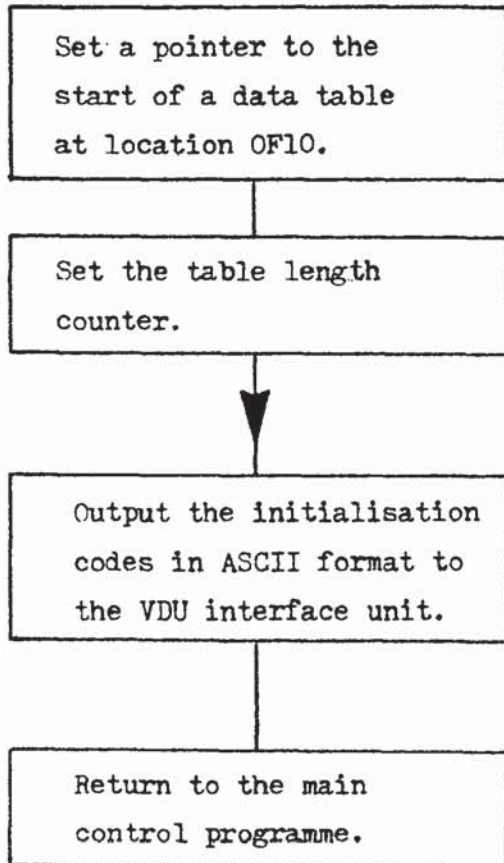 Set a pointer to the
start of a data table
at location OF10.
Set the table length
counter.
Output the initialisation
codes in ASCII format to
the VDU interface unit.
Return to the main
control programme.